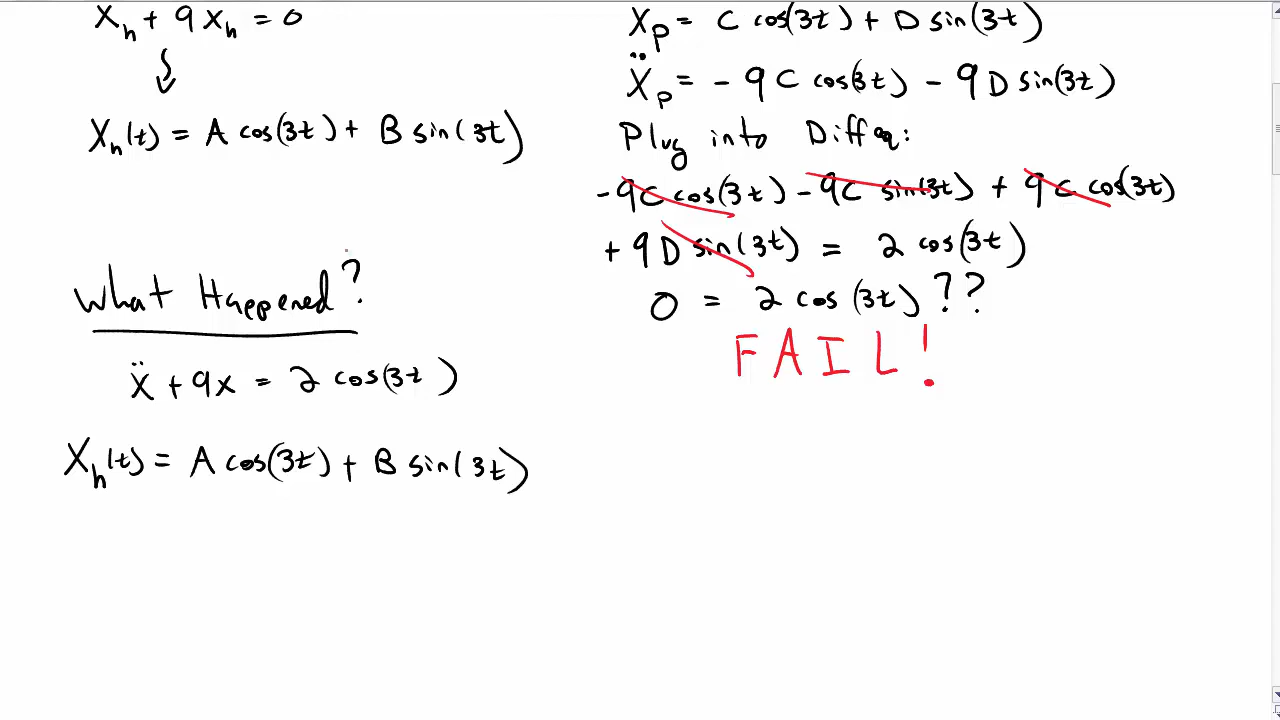 Xh + 9Xh = 0
Xh(t) = A cos(3t) + B sin(3t)
What Happened?
ẍ + 9x = 2 cos(3t)
Xh(t) = A cos(3t) + B sin(3t)
Xp = C cos(3t) + D sin(3t)
Ẍp = - 9C cos(3t) - 9D sin(3t)
Plug into Diffeq:
-9C cos(3t) - 9C sin(3t) + 9C cos(3t)
+ 9D sin(3t) = 2 cos(3t)
0 = 2 cos(3t)??
FAIL!